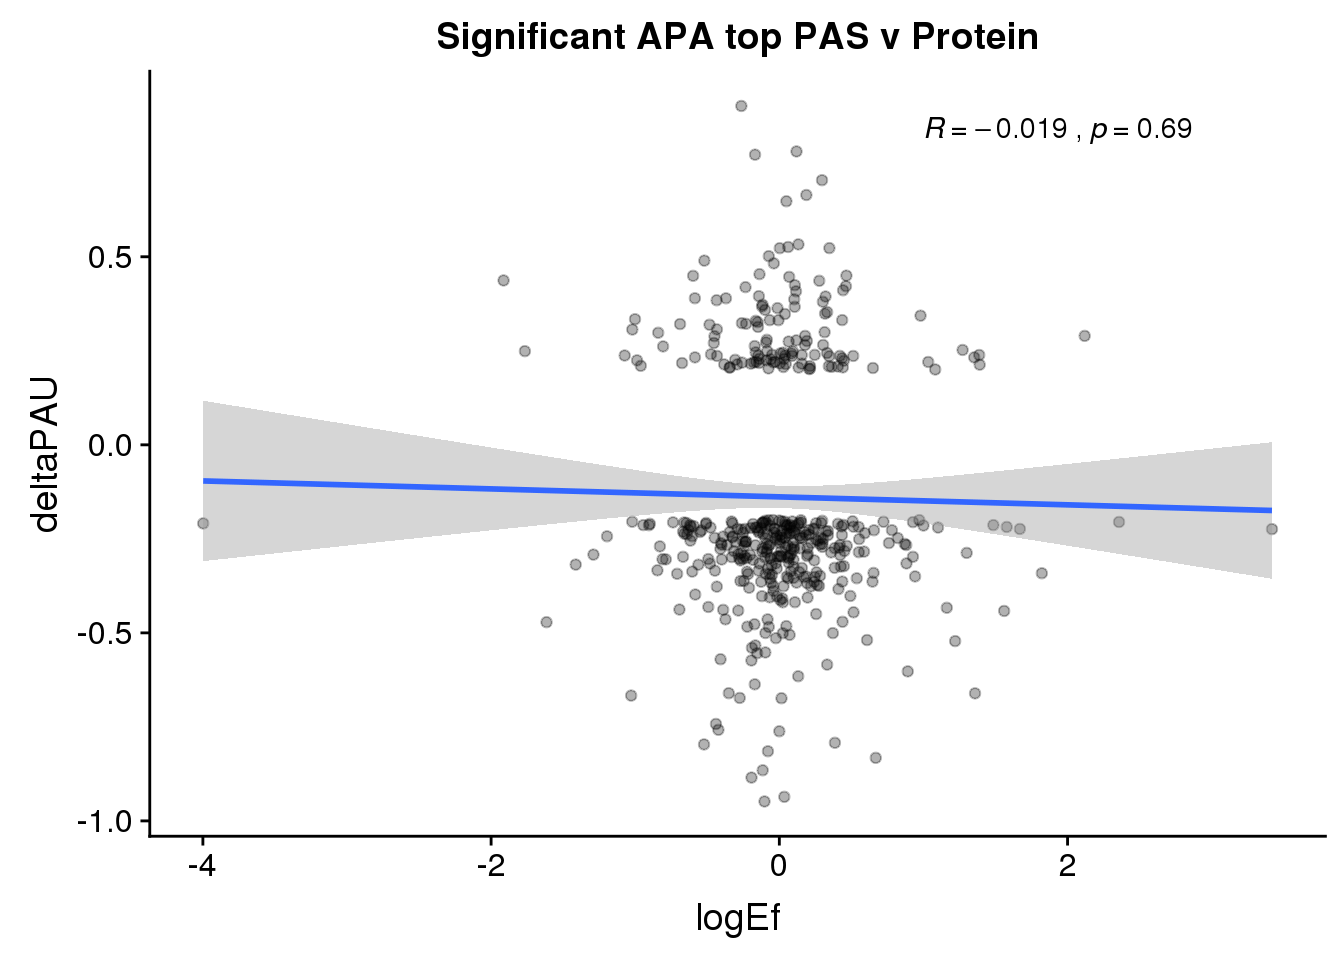 Significant APA top PAS v Protein
R = −0.019 , p = 0.69
deltaPAU
0.5
0.0
-0.5
-1.0
-4 -2 0 2
logEf